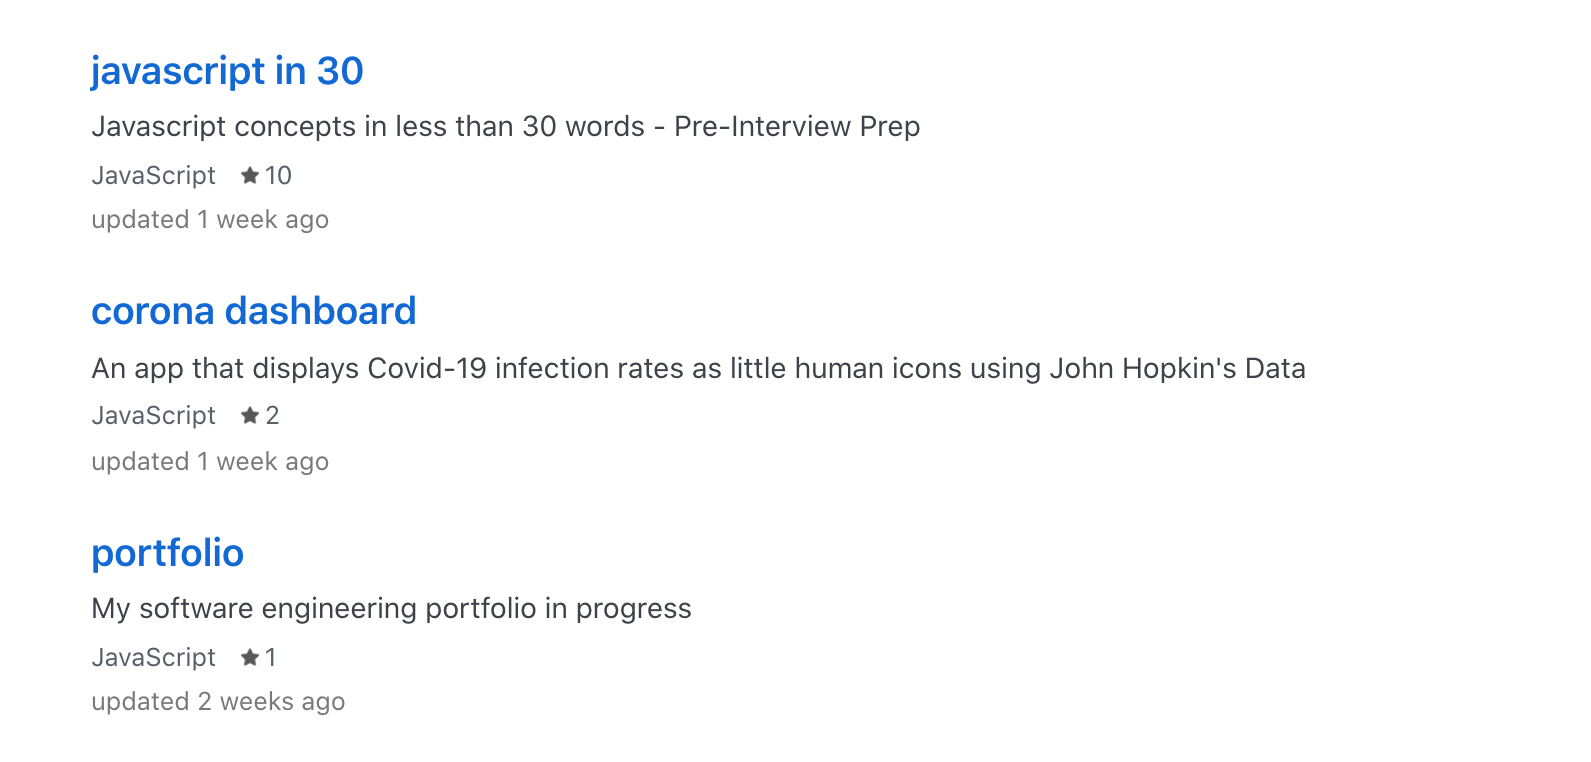 javascript in 30
Javascript concepts in less than 30 words - Pre-Interview Prep
JavaScript ★ 10
updated 1 week ago
corona dashboard
An app that displays Covid-19 infection rates as little human icons using John Hopkin's Data
JavaScript ★ 2
updated 1 week ago
portfolio
My software engineering portfolio in progress
JavaScript ★ 1
updated 2 weeks ago